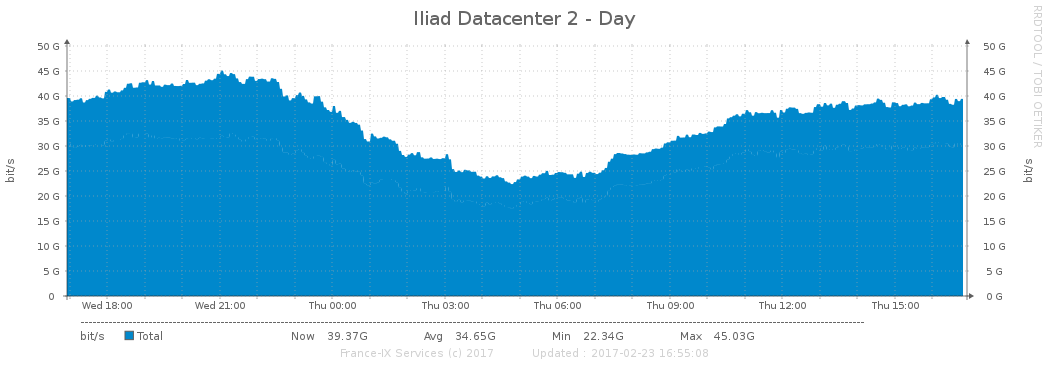 Iliad Datacenter 2 - Day
RRDTOOL / TOBI OETIKER
50 G 50 G
45 G 45 G
40 G 40 G
35 G 35 G
30 G 30 G
25 G 25 G
20 G 20 G
15 G 15 G
10 G 10 G
5 G 5 G
0 0 G
bit/s bit/s
Wed 18:00 Wed 21:00 Thu 00:00 Thu 03:00 Thu 06:00 Thu 09:00 Thu 12:00 Thu 15:00
bit/s Total Now 39.37G Avg 34.65G Min 22.34G Max 45.03G
France-IX Services (c) 2017 Updated : 2017-02-23 16:55:08